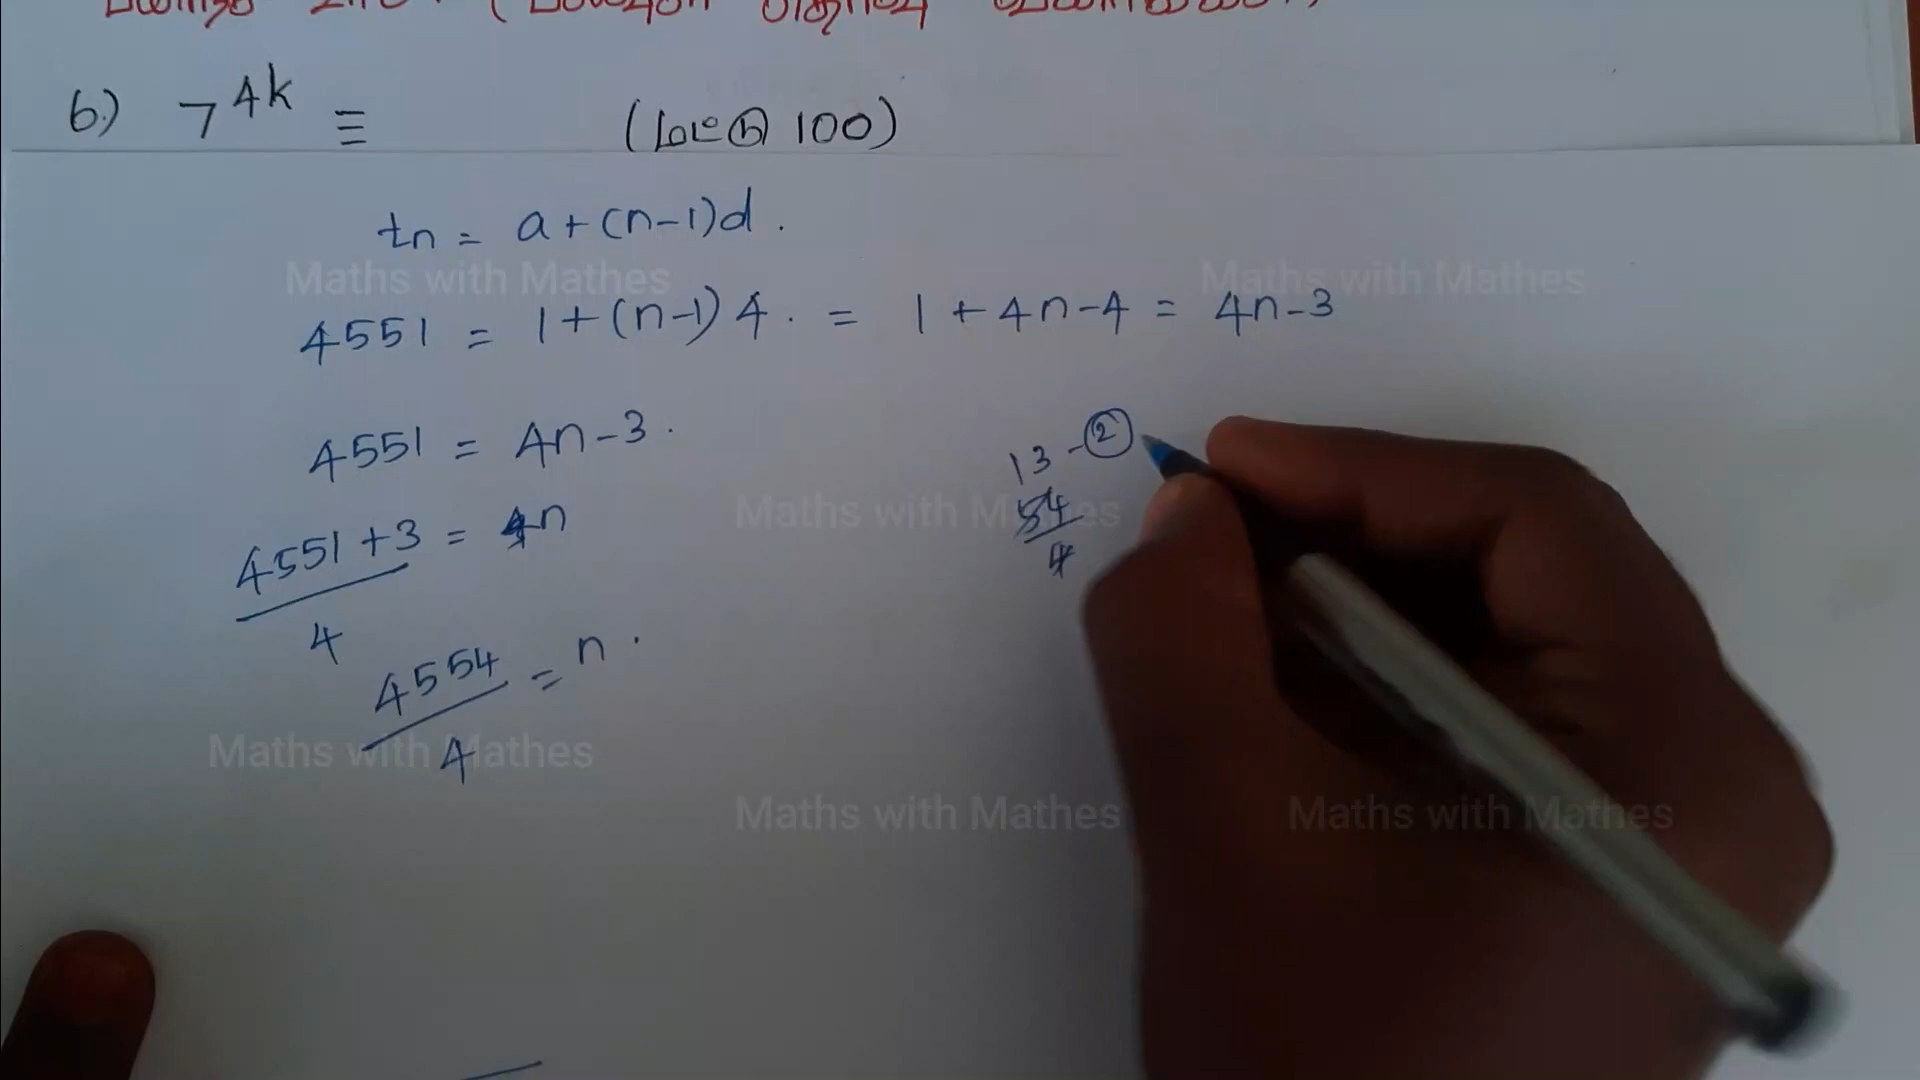 6.) 7^4k ≡ (மட்டு 100)
tn = a + (n-1)d .
Maths with Mathes Maths with Mathes
4551 = 1 + (n-1) 4 . = 1 + 4n - 4 = 4n - 3
4551 = 4n - 3 .
13 - 2
54
4
Maths with Mathes
4551 + 3 = 4n
4
4554 = n .
4
Maths with Mathes
Maths with Mathes Maths with Mathes